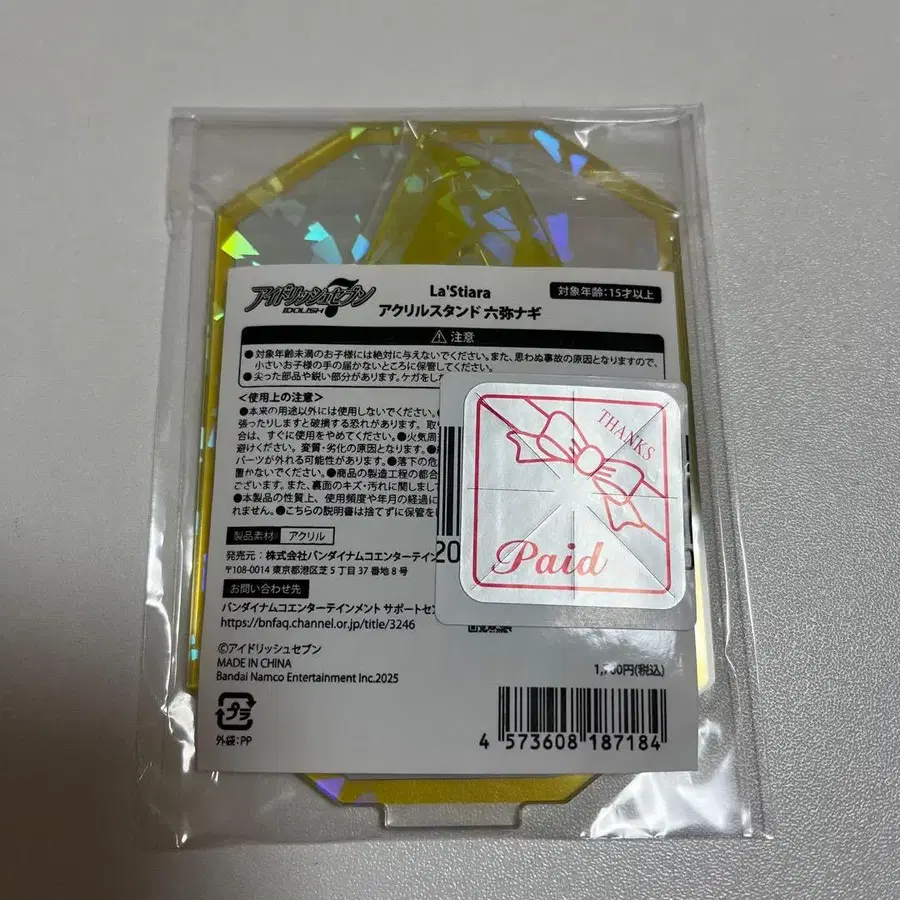 アイドリッシュセブン
IDOLiSH7
La'Stiara
アクリルスタンド 六弥ナギ
対象年齢:15才以上
注意
●対象年齢未満のお子様には絶対に与えないでください。また、思わぬ事故の原因となりますので、
小さいお子様の手の届かないところに保管してください。
●尖った部品や鋭い部分があります。ケガをしな
<使用上の注意>
●本来の用途以外には使用しないでください。
張ったりしますと破損する恐れがあります。取
合は、すぐに使用をやめてください。●火気周
避けください。変質・劣化の原因となります。
パーツが外れる可能性があります。●落下の危
置かないでください。●商品の製造工程の都合
ございます。また、裏面のキズ・汚れに関しまし
●本製品の性質上、使用頻度や年月の経過に
れません。●こちらの説明書は捨てずに保管を
THANKS
Paid
製品素材 アクリル
20
発売元:株式会社バンダイナムコエンターテイン
〒108-0014 東京都港区芝5丁目37番地8号
お問い合わせ先
バンダイナムコエンターテインメント サポートセン
https://bnfaq.channel.or.jp/title/3246
©アイドリッシュセブン
MADE IN CHINA
Bandai Namco Entertainment Inc.2025
プラ
外袋:PP
円(税込)
4 573608 187184